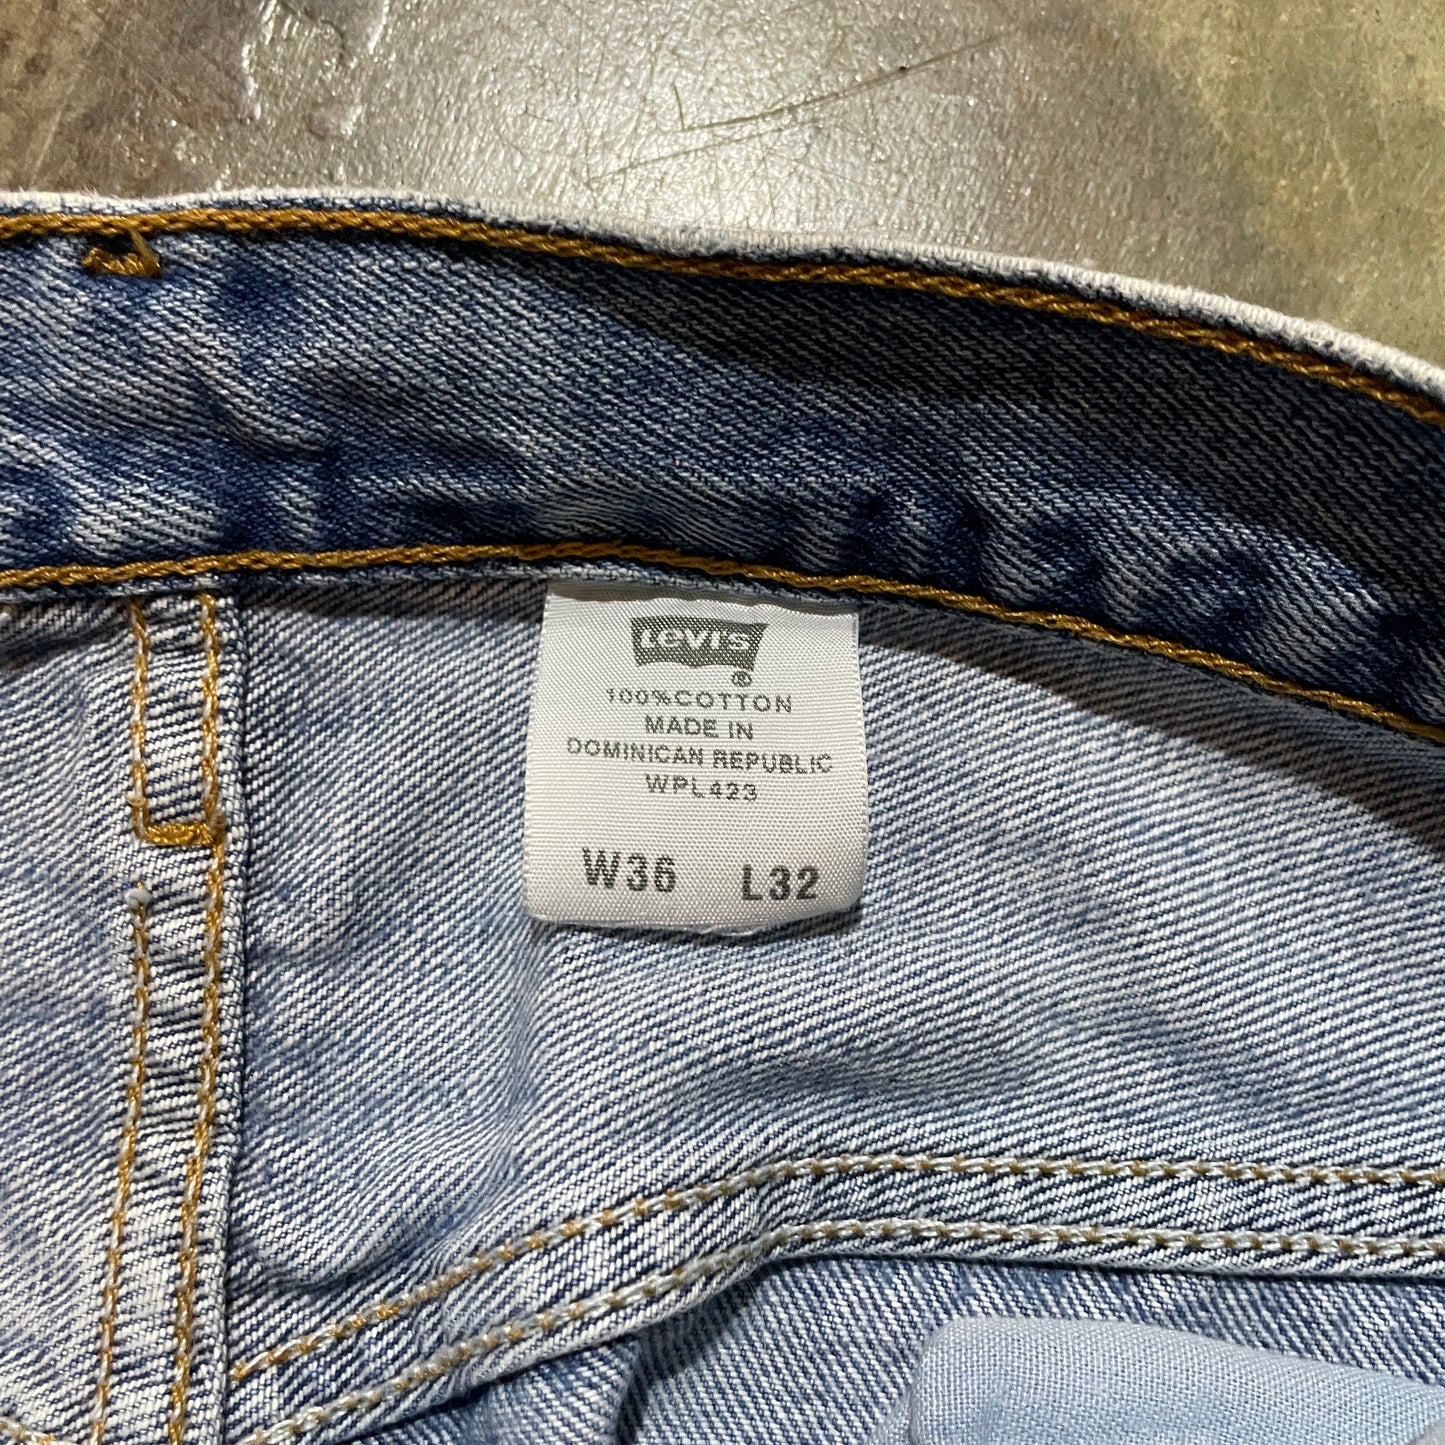 Levi's
®
100%COTTON
MADE IN
DOMINICAN REPUBLIC
WPL423
W36 L32